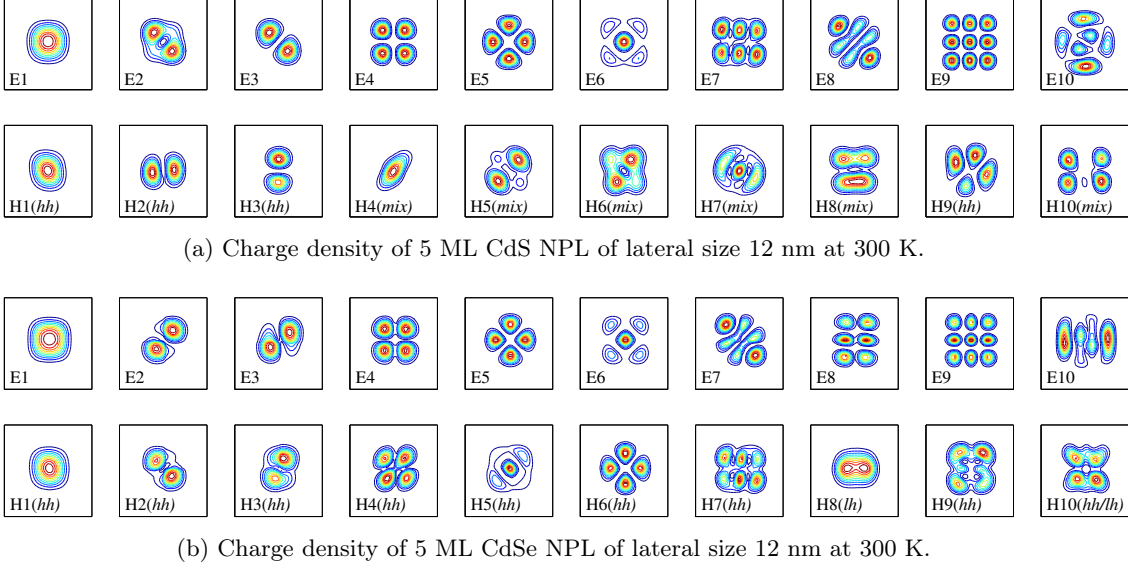 E1 E2 E3 E4 E5 E6 E7 E8 E9 E10
H1(hh) H2(hh) H3(hh) H4(mix) H5(mix) H6(mix) H7(mix) H8(mix) H9(hh) H10(mix)
(a) Charge density of 5 ML CdS NPL of lateral size 12 nm at 300 K.
E1 E2 E3 E4 E5 E6 E7 E8 E9 E10
H1(hh) H2(hh) H3(hh) H4(hh) H5(hh) H6(hh) H7(hh) H8(lh) H9(hh) H10(hh/lh)
(b) Charge density of 5 ML CdSe NPL of lateral size 12 nm at 300 K.